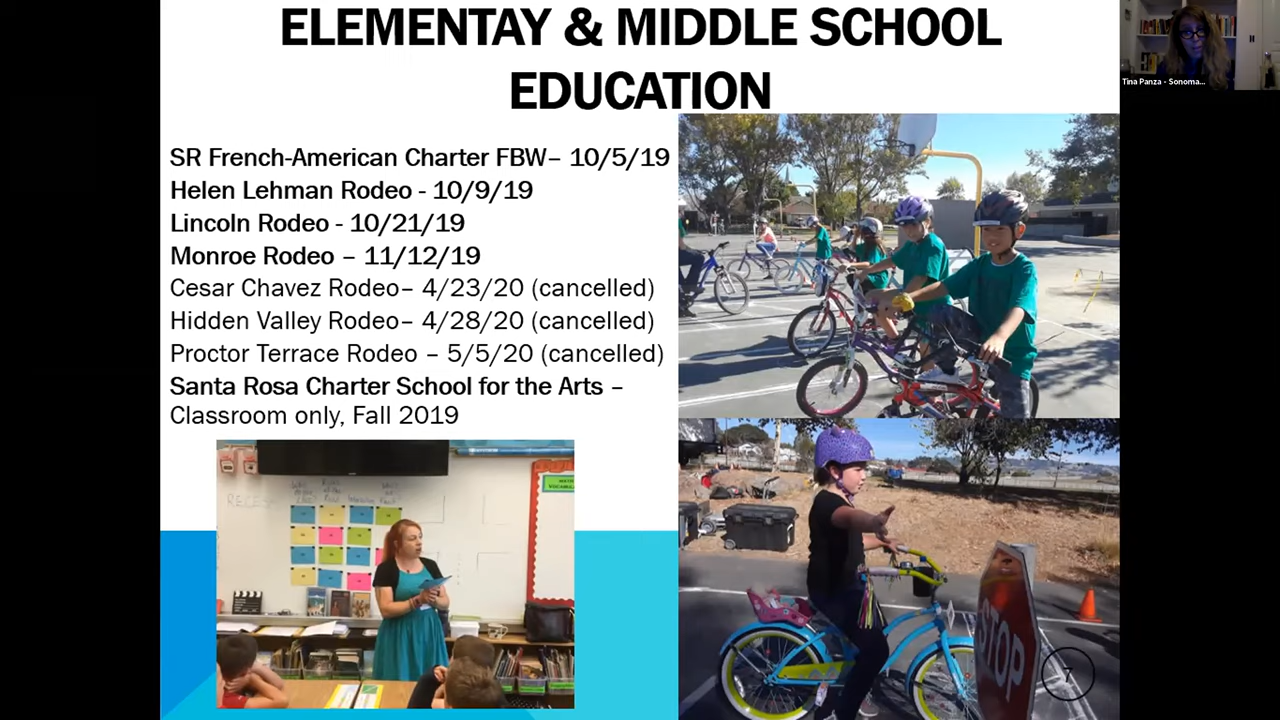 ELEMENTAY & MIDDLE SCHOOL
EDUCATION
Tina Panza - Sonoma...
SR French-American Charter FBW– 10/5/19
Helen Lehman Rodeo - 10/9/19
Lincoln Rodeo - 10/21/19
Monroe Rodeo – 11/12/19
Cesar Chavez Rodeo– 4/23/20 (cancelled)
Hidden Valley Rodeo– 4/28/20 (cancelled)
Proctor Terrace Rodeo – 5/5/20 (cancelled)
Santa Rosa Charter School for the Arts –
Classroom only, Fall 2019
STOP
7